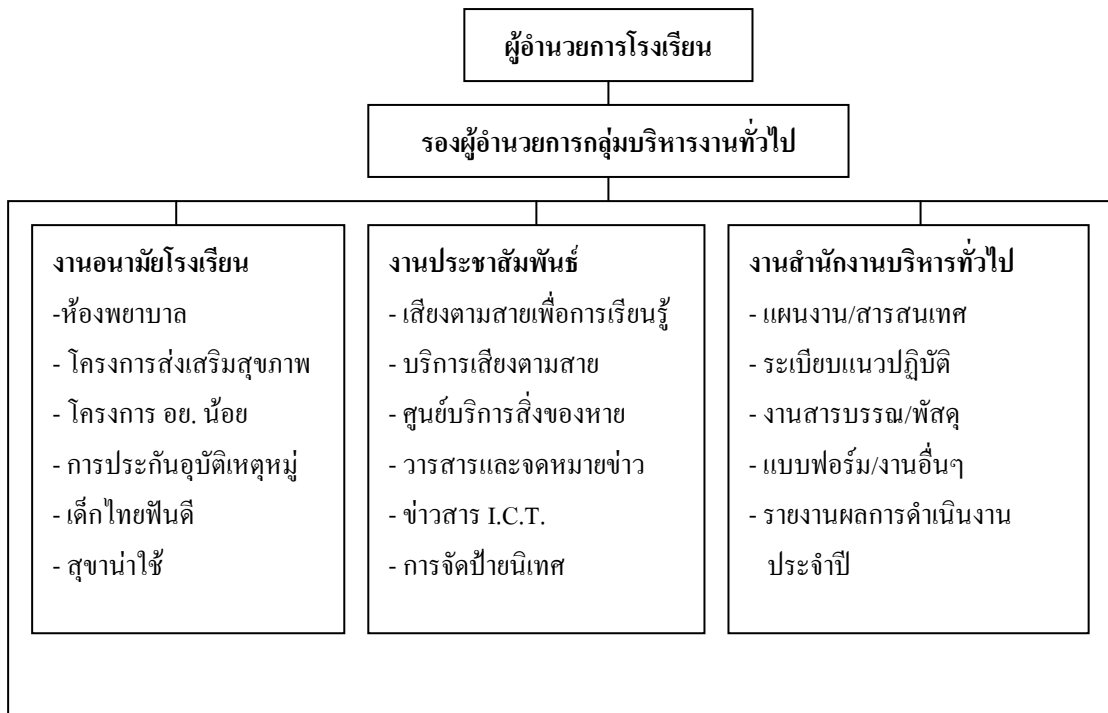 ผู้อำนวยการโรงเรียน
รองผู้อำนวยการกลุ่มบริหารงานทั่วไป
งานอนามัยโรงเรียน
-ห้องพยาบาล
- โครงการส่งเสริมสุขภาพ
- โครงการ อย. น้อย
- การประกันอุบัติเหตุหมู่
- เด็กไทยฟันดี
- สุขาน่าใช้
งานประชาสัมพันธ์
- เสียงตามสายเพื่อการเรียนรู้
- บริการเสียงตามสาย
- ศูนย์บริการสิ่งของหาย
- วารสารและจดหมายข่าว
- ข่าวสาร I.C.T.
- การจัดป้ายนิเทศ
งานสำนักงานบริหารทั่วไป
- แผนงาน/สารสนเทศ
- ระเบียบแนวปฏิบัติ
- งานสารบรรณ/พัสดุ
- แบบฟอร์ม/งานอื่นๆ
- รายงานผลการดำเนินงาน
ประจำปี